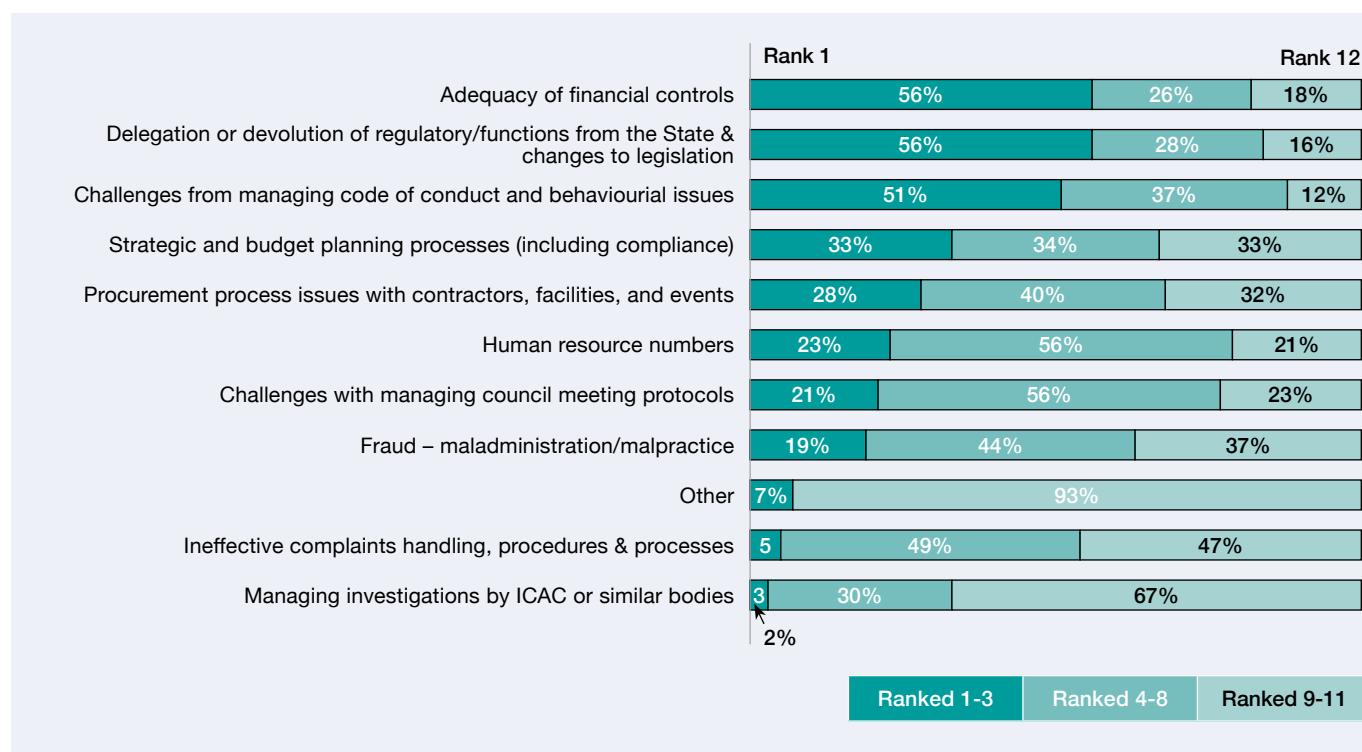 Rank 1 Rank 12
Adequacy of financial controls 56% 26% 18%
Delegation or devolution of regulatory/functions from the State &
changes to legislation 56% 28% 16%
Challenges from managing code of conduct and behaviourial issues 51% 37% 12%
Strategic and budget planning processes (including compliance) 33% 34% 33%
Procurement process issues with contractors, facilities, and events 28% 40% 32%
Human resource numbers 23% 56% 21%
Challenges with managing council meeting protocols 21% 56% 23%
Fraud – maladministration/malpractice 19% 44% 37%
Other 7% 93%
Ineffective complaints handling, procedures & processes 5 49% 47%
Managing investigations by ICAC or similar bodies 3 30% 67%
2%
Ranked 1-3 Ranked 4-8 Ranked 9-11